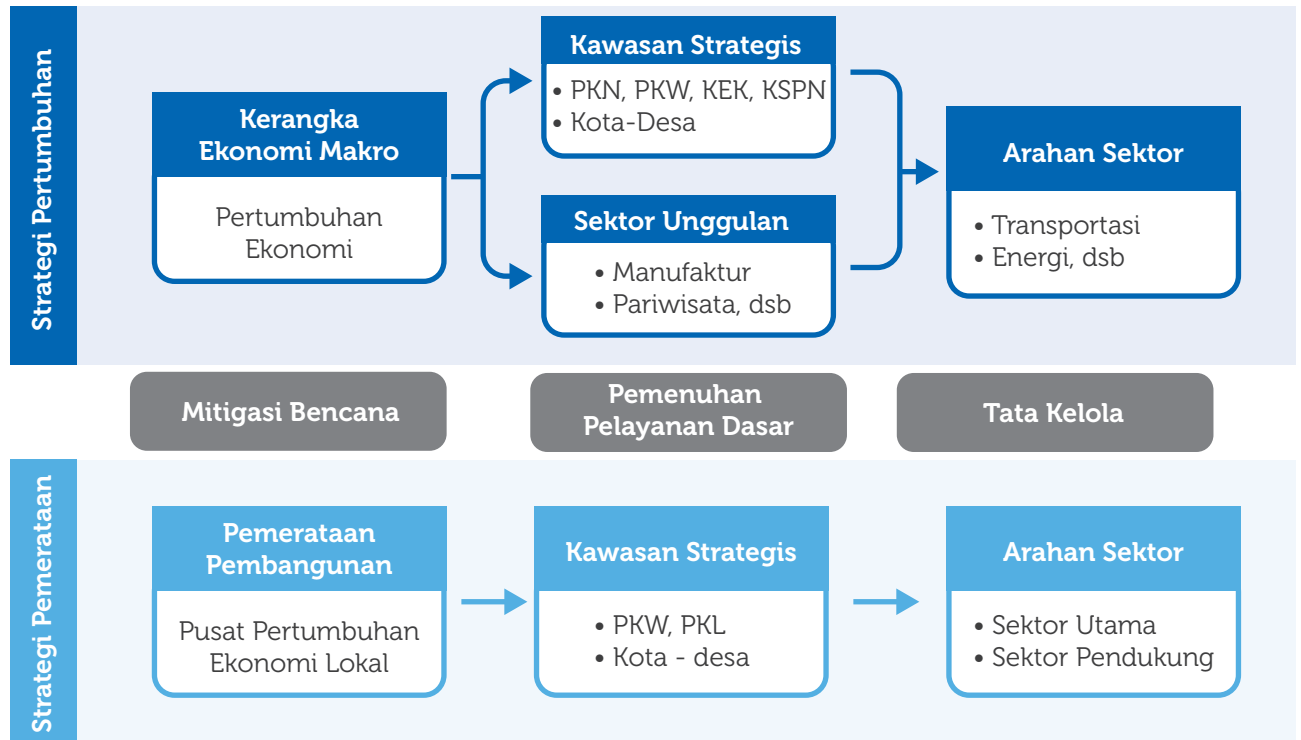 Strategi Pertumbuhan
Kerangka
Ekonomi Makro
Pertumbuhan
Ekonomi
Kawasan Strategis
• PKN, PKW, KEK, KSPN
• Kota-Desa
Sektor Unggulan
• Manufaktur
• Pariwisata, dsb
Arahan Sektor
• Transportasi
• Energi, dsb
Mitigasi Bencana
Pemenuhan
Pelayanan Dasar
Tata Kelola
Strategi Pemerataan
Pemerataan
Pembangunan
Pusat Pertumbuhan
Ekonomi Lokal
Kawasan Strategis
• PKW, PKL
• Kota - desa
Arahan Sektor
• Sektor Utama
• Sektor Pendukung